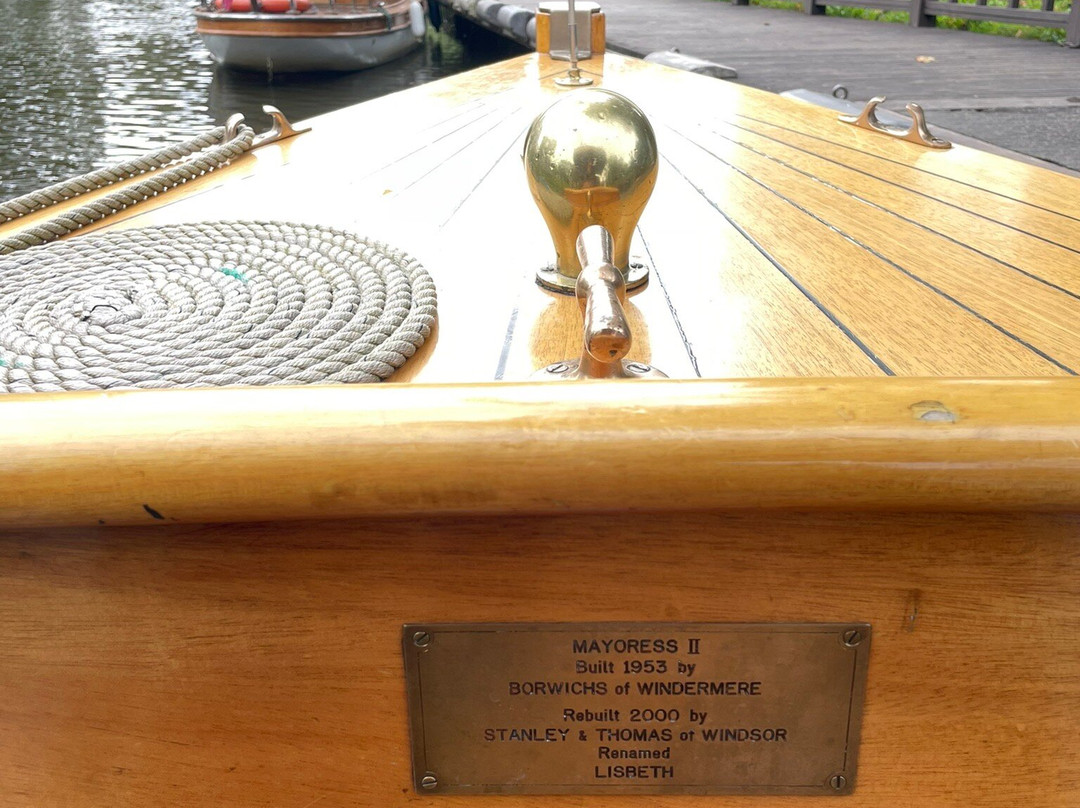 MAYORESS II
Built 1953 by
BORWICHS of WINDERMERE
Rebuilt 2000 by
STANLEY & THOMAS of WINDSOR
Renamed
LISBETH